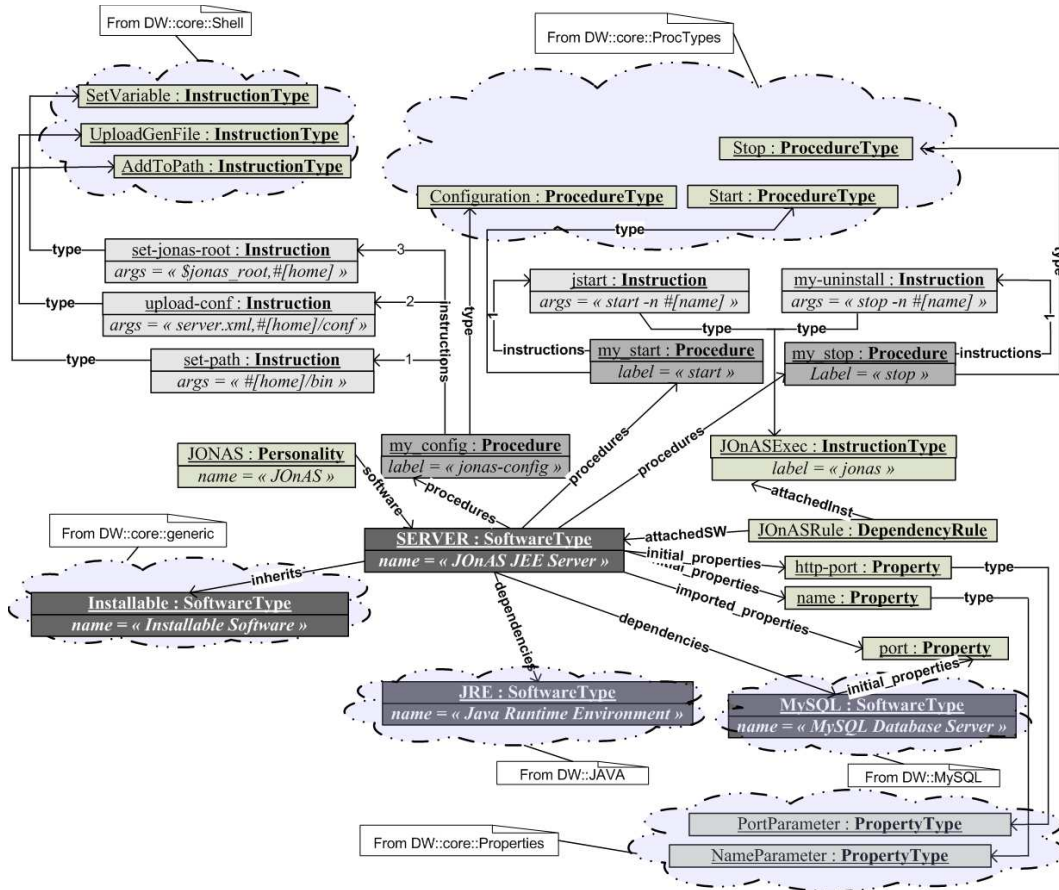 From DW::core::Shell
From DW::core::ProcTypes
SetVariable : InstructionType
UploadGenFile : InstructionType
AddToPath : InstructionType
Stop : ProcedureType
Configuration : ProcedureType
Start : ProcedureType
type
type
set-jonas-root : Instruction
args = « $jonas_root,#[home] »
3
type
upload-conf : Instruction
args = « server.xml,#[home]/conf »
2
type
set-path : Instruction
args = « #[home]/bin »
1
instructions
type
jstart : Instruction
args = « start -n #[name] »
my-uninstall : Instruction
args = « stop -n #[name] »
type
1
1
type
type
instructions
my_start : Procedure
label = « start »
my_stop : Procedure
Label = « stop »
instructions
JONAS : Personality
name = « JOnAS »
my_config : Procedure
label = « jonas-config »
JOnASExec : InstructionType
label = « jonas »
software
procedures
procedures
procedures
attachedInst
From DW::core::generic
SERVER : SoftwareType
name = « JOnAS JEE Server »
attachedSW
JOnASRule : DependencyRule
inherits
initial_properties
http-port : Property
type
initial_properties
name : Property
type
imported_properties
Installable : SoftwareType
name = « Installable Software »
dependencies
dependencies
port : Property
initial_properties
JRE : SoftwareType
name = « Java Runtime Environment »
MySQL : SoftwareType
name = « MySQL Database Server »
From DW::JAVA
From DW::MySQL
From DW::core::Properties
PortParameter : PropertyType
NameParameter : PropertyType